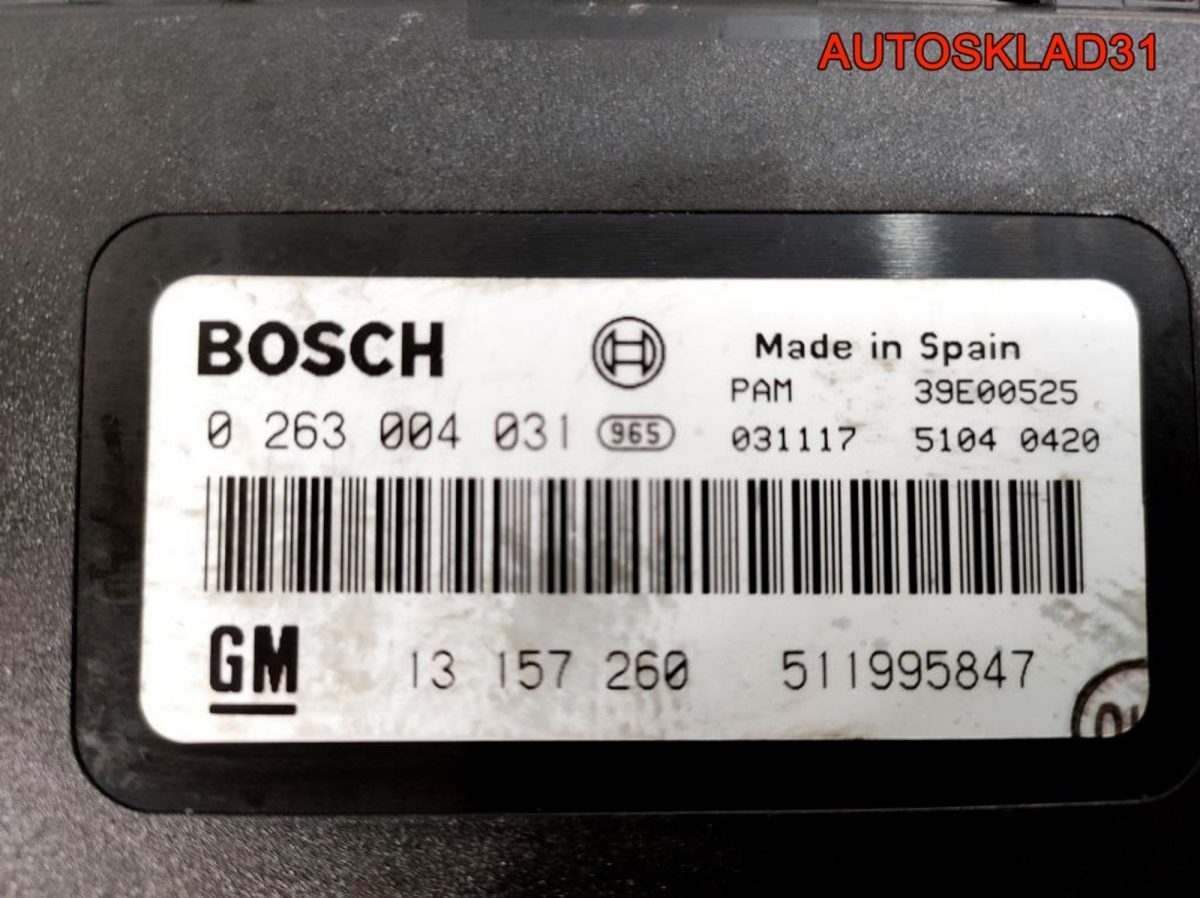 AUTOSKLAD31
BOSCH
Made in Spain
PAM 39E00525
0 263 004 031 965
031117 5104 0420
GM 13 157 260 511995847